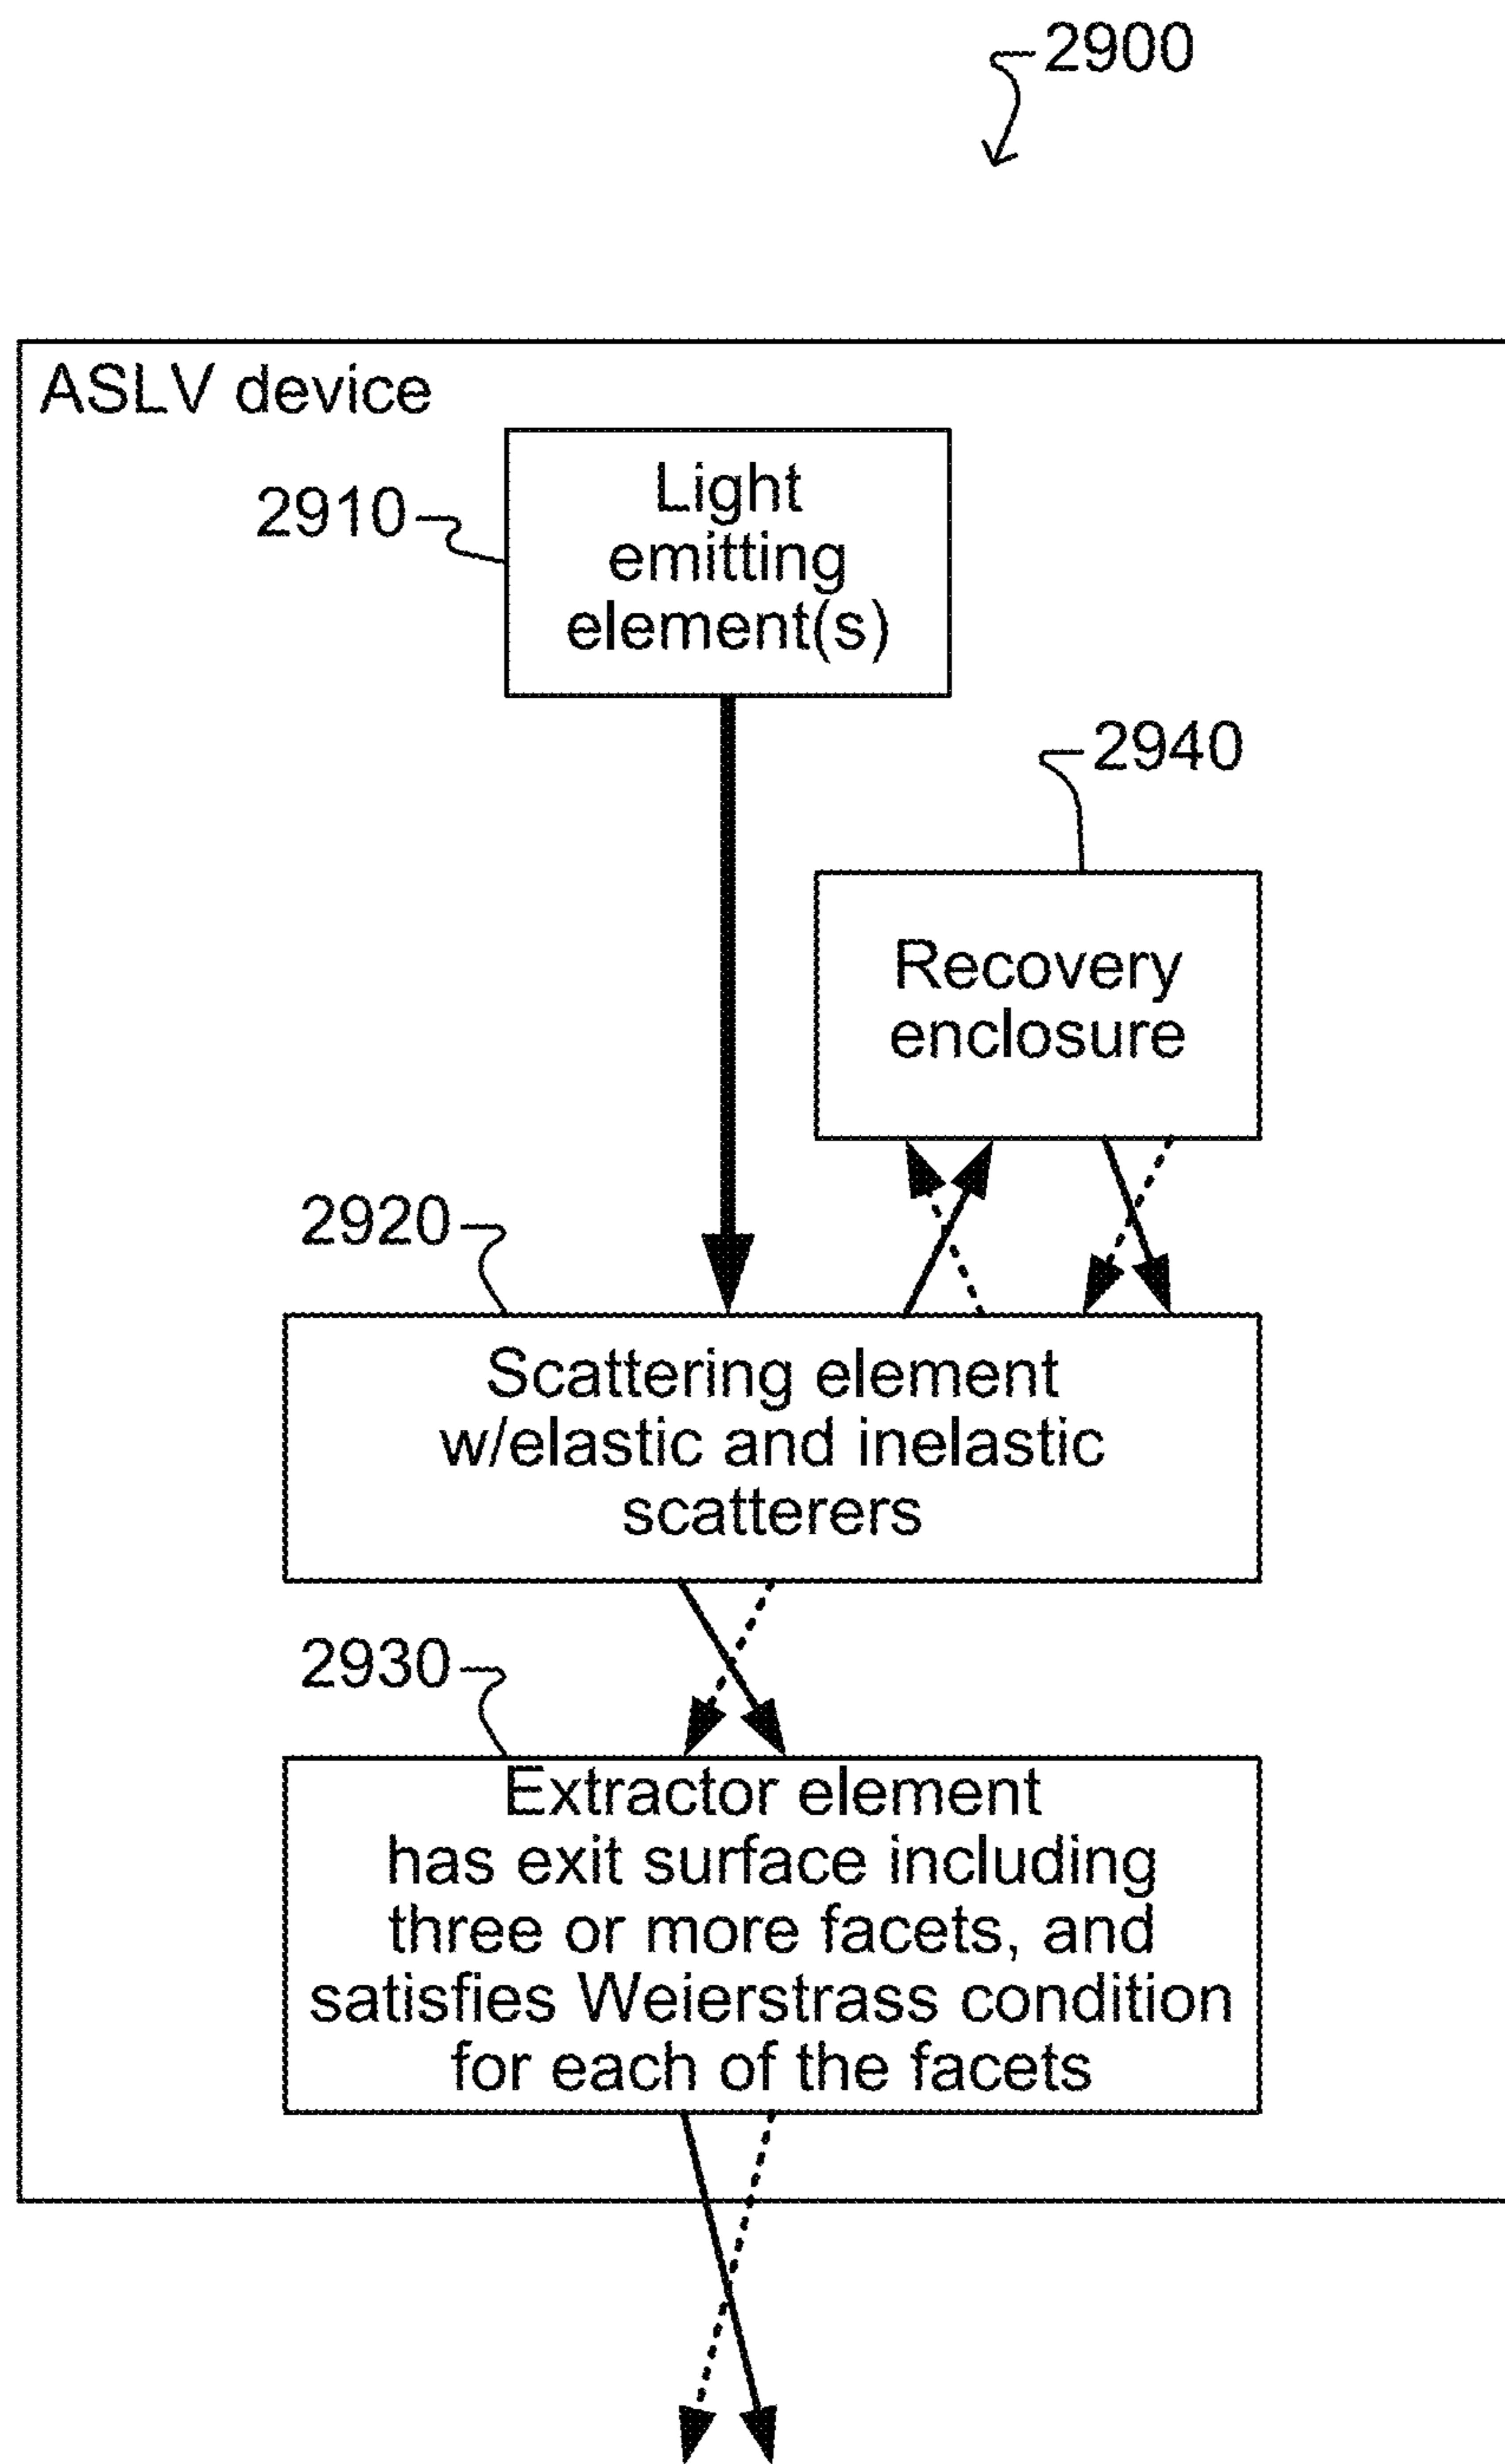 2900
ASLV device
Light
emitting
element(s)
2910
2940
Recovery
enclosure
2920
Scattering element
w/elastic and inelastic
scatterers
2930
Extractor element
has exit surface including
three or more facets, and
satisfies Weierstrass condition
for each of the facets